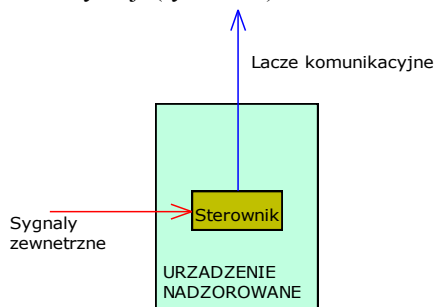 Lacze komunikacyjne
Sterownik
Sygnaly
zewnetrzne
URZADZENIE
NADZOROWANE